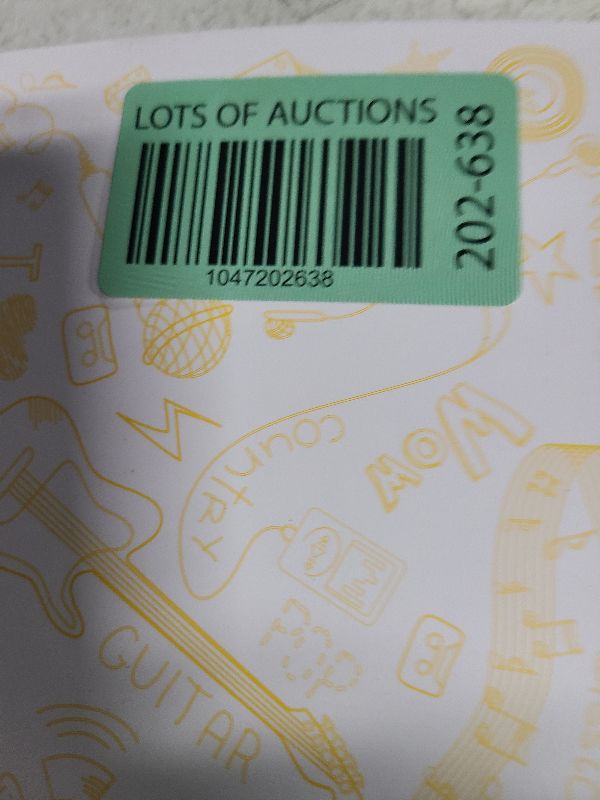 LOTS OF AUCTIONS
202-638
1047202638
COUNTRY
WOW
POP
GUITAR